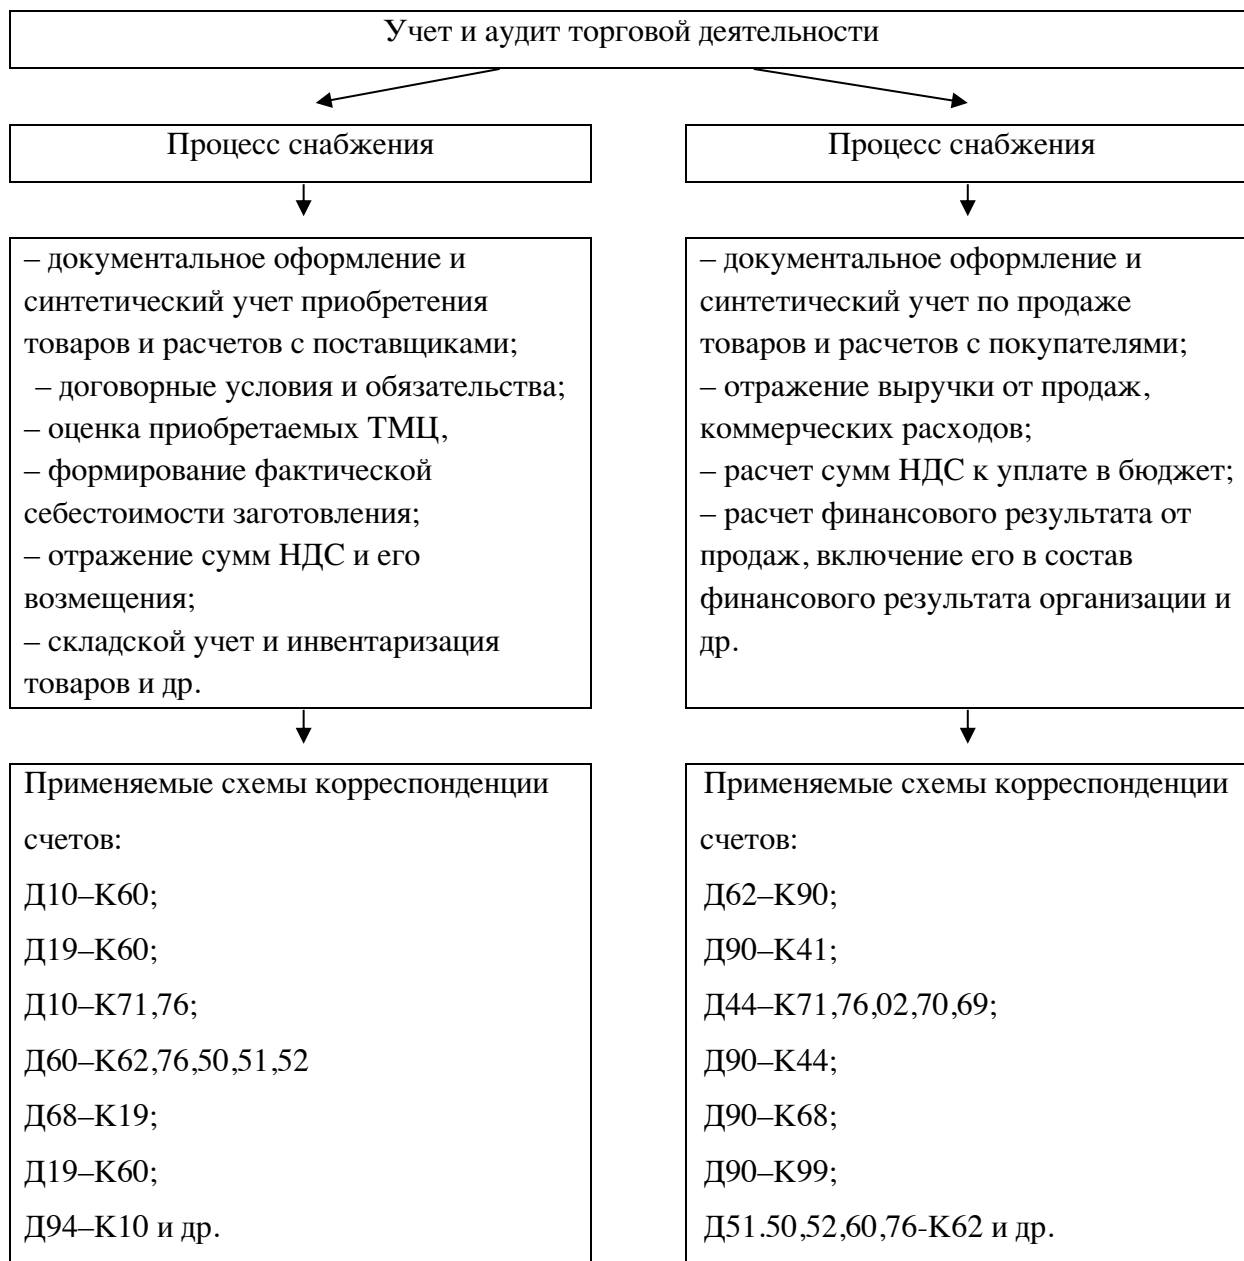 Учет и аудит торговой деятельности
Процесс снабжения
Процесс снабжения
– документальное оформление и
синтетический учет приобретения
товаров и расчетов с поставщиками;
– договорные условия и обязательства;
– оценка приобретаемых ТМЦ,
– формирование фактической
себестоимости заготовления;
– отражение сумм НДС и его
возмещения;
– складской учет и инвентаризация
товаров и др.
– документальное оформление и
синтетический учет по продаже
товаров и расчетов с покупателями;
– отражение выручки от продаж,
коммерческих расходов;
– расчет сумм НДС к уплате в бюджет;
– расчет финансового результата от
продаж, включение его в состав
финансового результата организации и
др.
Применяемые схемы корреспонденции
счетов:
Д10–К60;
Д19–К60;
Д10–К71,76;
Д60–К62,76,50,51,52
Д68–К19;
Д19–К60;
Д94–К10 и др.
Применяемые схемы корреспонденции
счетов:
Д62–К90;
Д90–К41;
Д44–К71,76,02,70,69;
Д90–К44;
Д90–К68;
Д90–К99;
Д51.50,52,60,76-К62 и др.